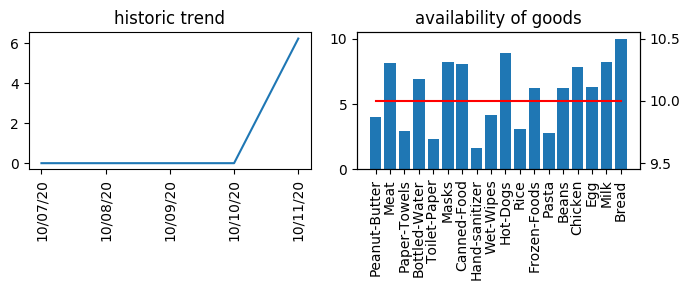 historic trend
6
4
2
0
10/07/20
10/08/20
10/09/20
10/10/20
10/11/20
availability of goods
10
5
0
10.5
10.0
9.5
Peanut-Butter
Meat
Paper-Towels
Bottled-Water
Toilet-Paper
Masks
Canned-Food
Hand-sanitizer
Wet-Wipes
Hot-Dogs
Rice
Frozen-Foods
Pasta
Beans
Chicken
Egg
Milk
Bread